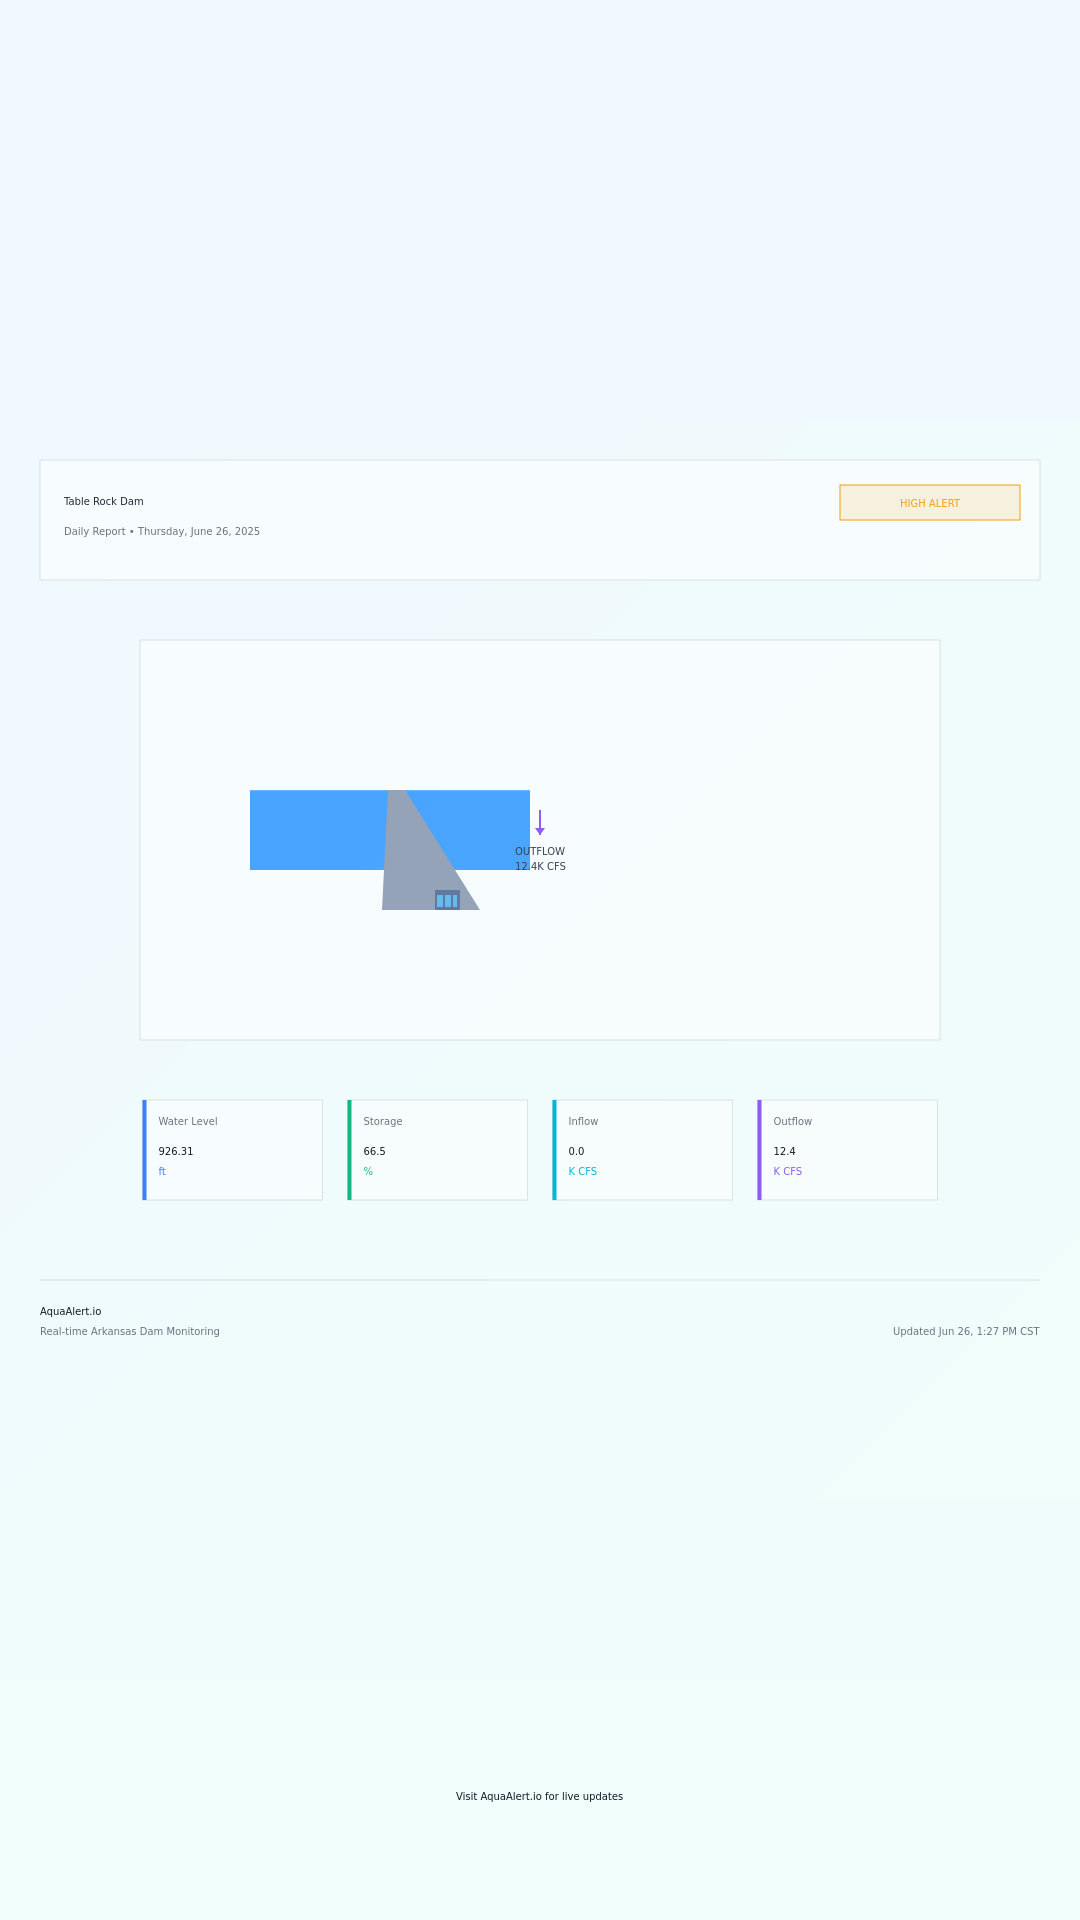 Table Rock Dam
HIGH ALERT
Daily Report • Thursday, June 26, 2025
OUTFLOW
12.4K CFS
Water Level
926.31
ft
Storage
66.5
%
Inflow
0.0
K CFS
Outflow
12.4
K CFS
AquaAlert.io
Real-time Arkansas Dam Monitoring
Updated Jun 26, 1:27 PM CST
Visit AquaAlert.io for live updates